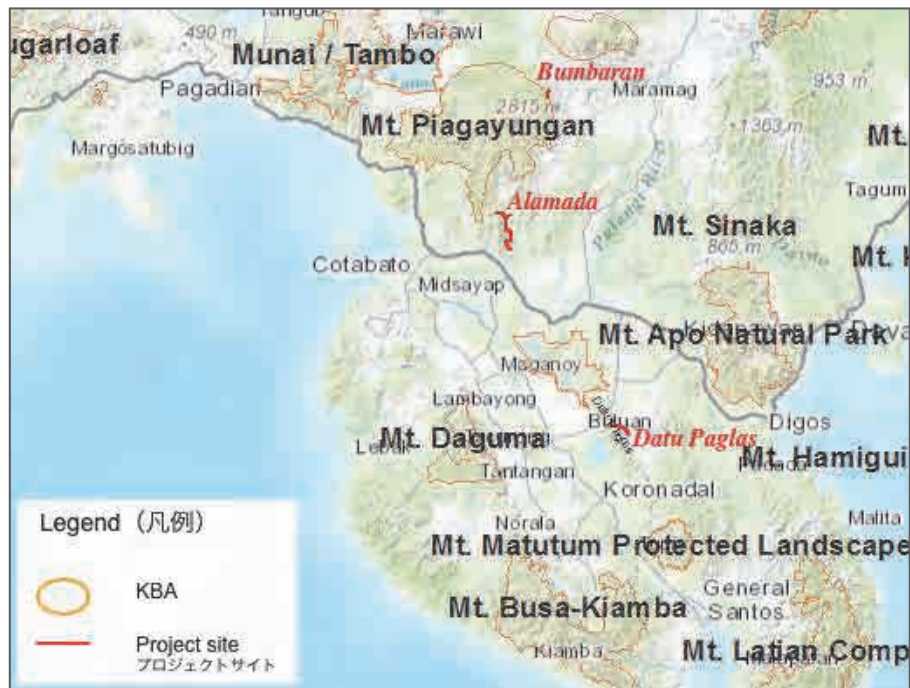 Tangub
ugarloaf
490 m
Marawi
Munai / Tambo
Pagadian
Bumbaran
Maramag
953 m
2815 m
Mt. Piagayungan
1363 m
Mt.
Margosatubig
Tagum
Alamada
Pulangi River
Mt. Sinaka
865 m
Mt. H
Cotabato
Midsayap
Mt. Apo Natural Park
Maganoy
Lambayong
Buluan
Digos
Mt. Daguma
Datu Paglas
Mt. Hamigui
Tantangan
Koronadal
Norala
Malita
Mt. Matutum Protected Landscape
General
Santos
Mt. Busa-Kiamba
Kiamba
Mt. Latian Comp
Legend（凡例）
KBA
Project site
プロジェクトサイト